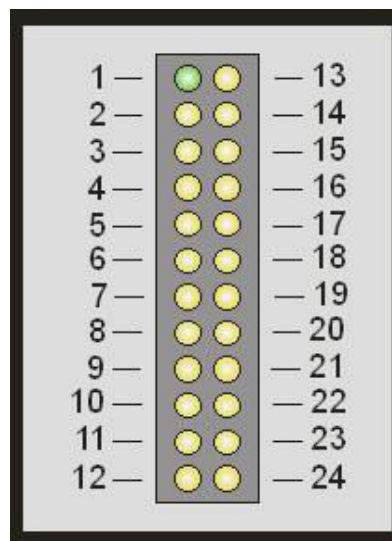 1 — — 13
2 — — 14
3 — — 15
4 — — 16
5 — — 17
6 — — 18
7 — — 19
8 — — 20
9 — — 21
10 — — 22
11 — — 23
12 — — 24